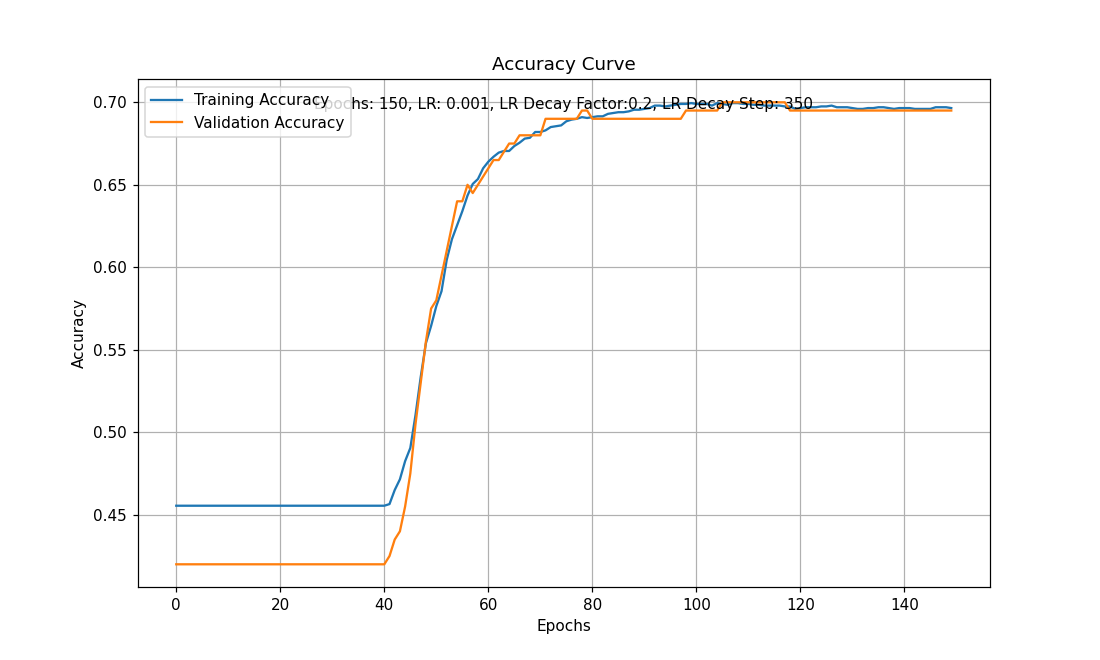 Accuracy Curve
Training Accuracy
Validation Accuracy
Epochs: 150, LR: 0.001, LR Decay Factor:0.2, LR Decay Step: 350
0.70
0.65
0.60
0.55
0.50
0.45
Accuracy
0 20 40 60 80 100 120 140
Epochs